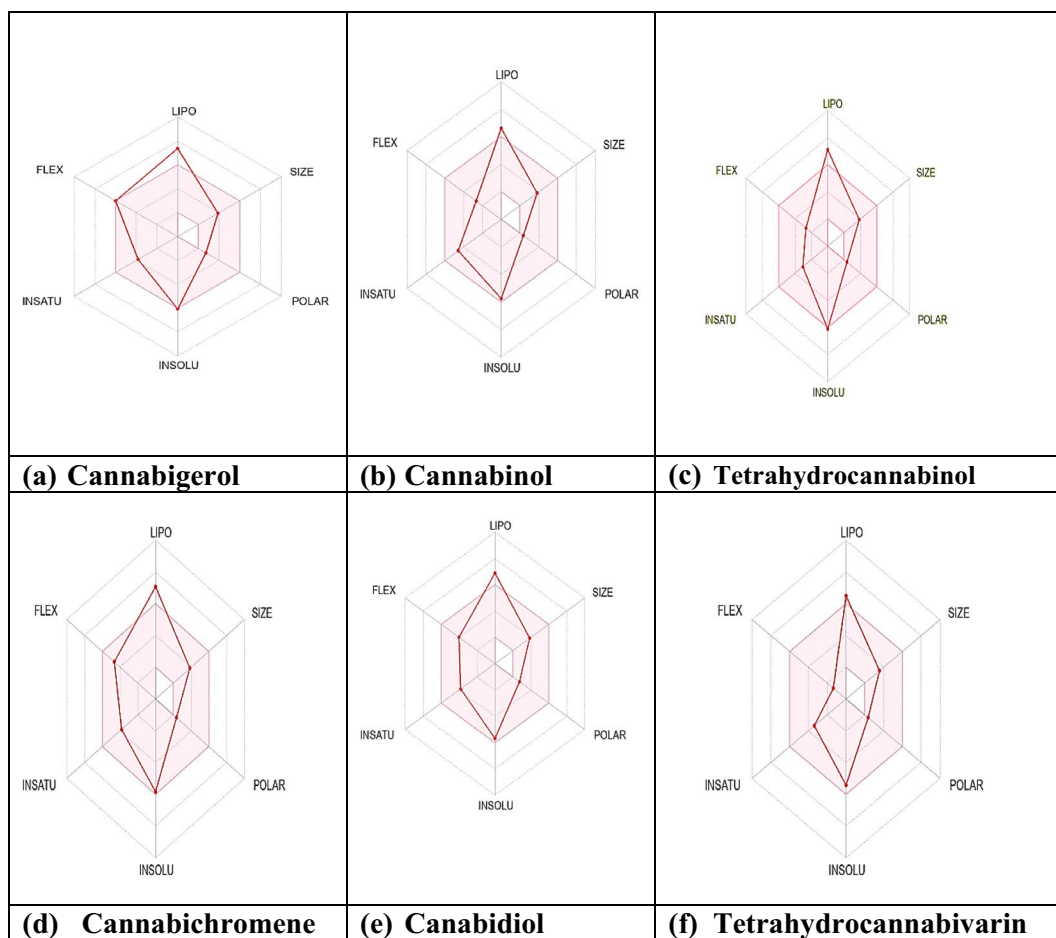 LIPO
FLEX
SIZE
INSATU
POLAR
INSOLU
(a) Cannabigerol
LIPO
FLEX
SIZE
INSATU
POLAR
INSOLU
(b) Cannabinol
LIPO
FLEX
SIZE
INSATU
POLAR
INSOLU
(c) Tetrahydrocannabinol
LIPO
FLEX
SIZE
INSATU
POLAR
INSOLU
(d) Cannabichromene
LIPO
FLEX
SIZE
INSATU
POLAR
INSOLU
(e) Canabidiol
LIPO
FLEX
SIZE
INSATU
POLAR
INSOLU
(f) Tetrahydrocannabivarin